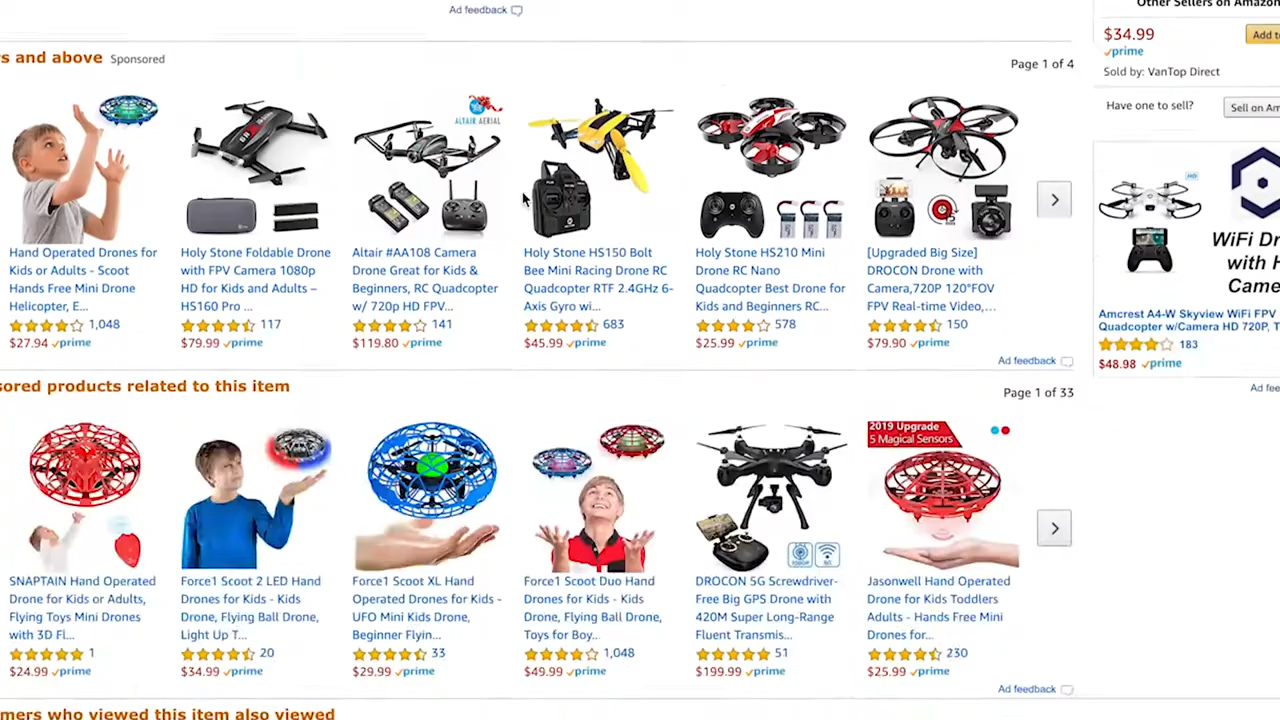 Ad feedback
s and above Sponsored
Page 1 of 4
ALTAIR AERIAL
Hand Operated Drones for
Kids or Adults - Scoot
Hands Free Mini Drone
Helicopter, E...
1,048
$27.94 prime
Holy Stone Foldable Drone
with FPV Camera 1080p
HD for Kids and Adults –
HS160 Pro ...
117
$79.99 prime
Altair #AA108 Camera
Drone Great for Kids &
Beginners, RC Quadcopter
w/ 720p HD FPV...
141
$119.80 prime
Holy Stone HS150 Bolt
Bee Mini Racing Drone RC
Quadcopter RTF 2.4GHz 6-
Axis Gyro wi...
683
$45.99 prime
Holy Stone HS210 Mini
Drone RC Nano
Quadcopter Best Drone for
Kids and Beginners RC...
578
$25.99 prime
[Upgraded Big Size]
DROCON Drone with
Camera,720P 120°FOV
FPV Real-time Video,...
150
$79.90 prime
Ad feedback
sored products related to this item
Page 1 of 33
2019 Upgrade
5 Magical Sensors
SNAPTAIN Hand Operated
Drone for Kids or Adults,
Flying Toys Mini Drones
with 3D Fl...
1
$24.99 prime
Force1 Scoot 2 LED Hand
Drones for Kids - Kids
Drone, Flying Ball Drone,
Light Up T...
20
$34.99 prime
Force1 Scoot XL Hand
Operated Drones for Kids -
UFO Mini Kids Drone,
Beginner Flyin...
33
$29.99 prime
Force1 Scoot Duo Hand
Drones for Kids - Kids
Drone, Flying Ball Drone,
Toys for Boy...
1,048
$49.99 prime
DROCON 5G Screwdriver-
Free Big GPS Drone with
420M Super Long-Range
Fluent Transmis...
51
$199.99 prime
Jasonwell Hand Operated
Drone for Kids Toddlers
Adults - Hands Free Mini
Drones for...
230
$25.99 prime
Ad feedback
mers who viewed this item also viewed
Other Sellers on Amazon
$34.99
Add to
prime
Sold by: VanTop Direct
Have one to sell?
Sell on Am
WiFi Dr
with H
Came
Amcrest A4-W Skyview WiFi FPV
Quadcopter w/Camera HD 720P, T
183
$48.98 prime
Ad fee